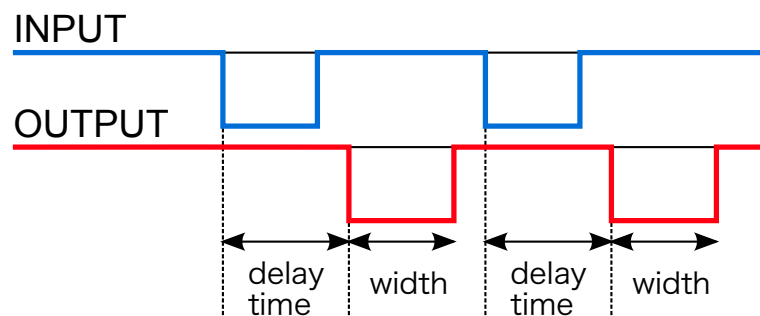 INPUT
OUTPUT
delay
time
width
delay
time
width